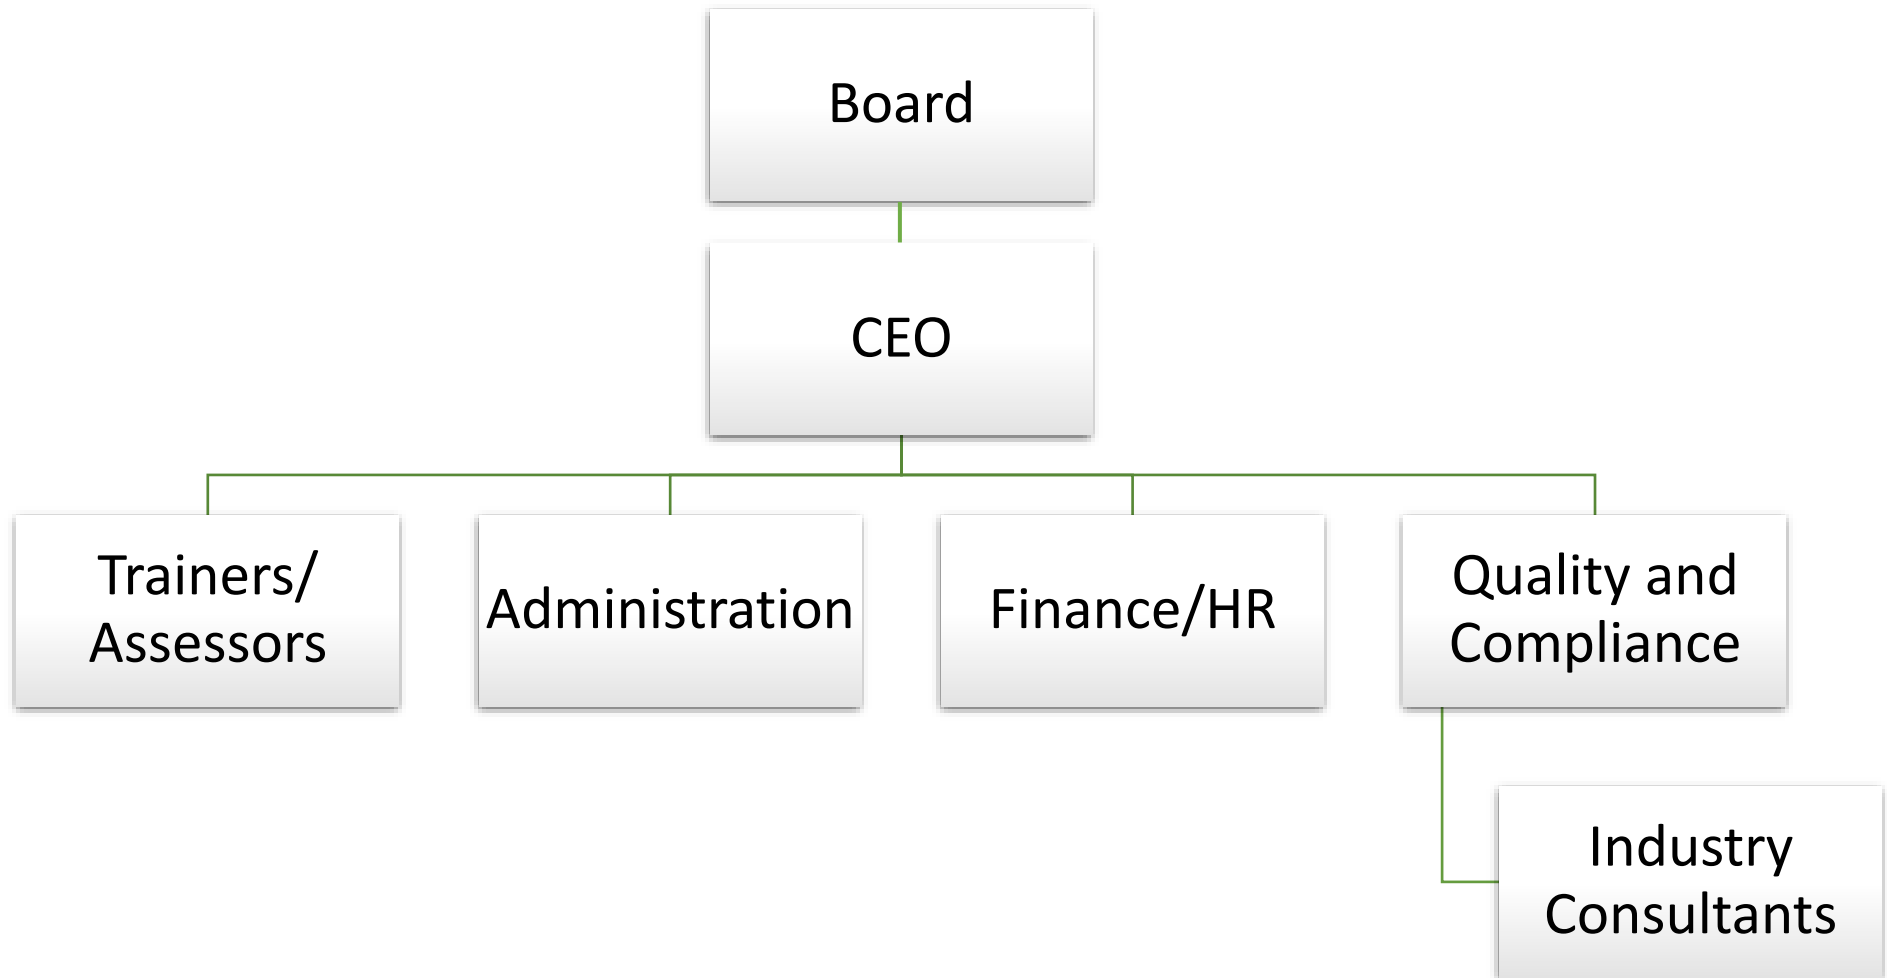 Board
CEO
Trainers/
Assessors
Administration
Finance/HR
Quality and
Compliance
Industry
Consultants